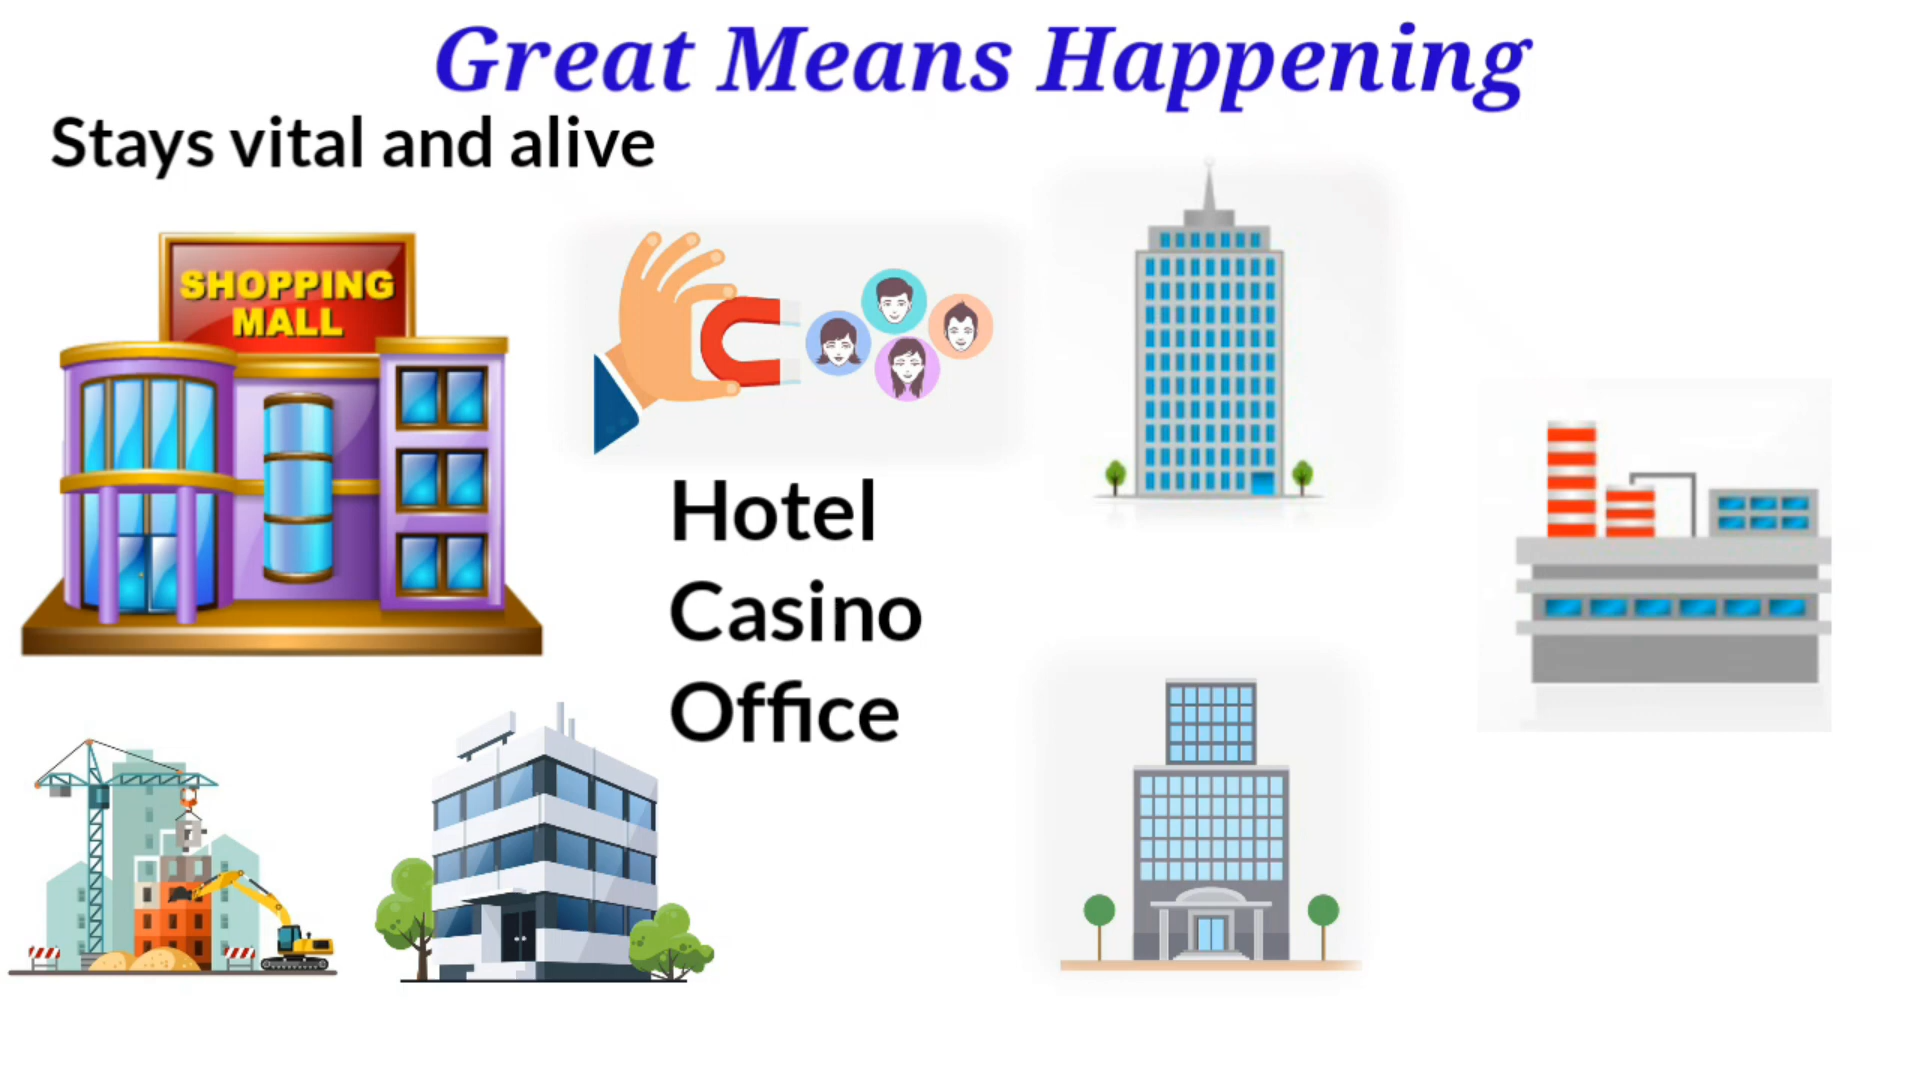 Great Means Happening
Stays vital and alive
SHOPPING
MALL
Hotel
Casino
Office